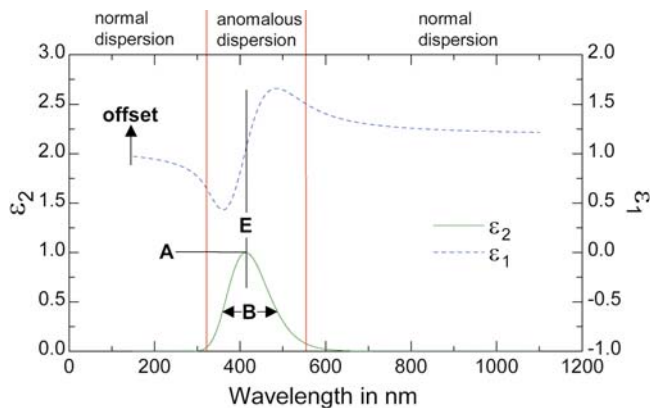 normal anomalous normal
dispersion dispersion dispersion
3.0 2.0
2.5 1.5
offset
2.0 1.0
ε2 ε1
1.5 0.5
E
ε2
A
1.0 0.0
ε1
0.5 -0.5
B
0.0 -1.0
0 200 400 600 800 1000 1200
Wavelength in nm